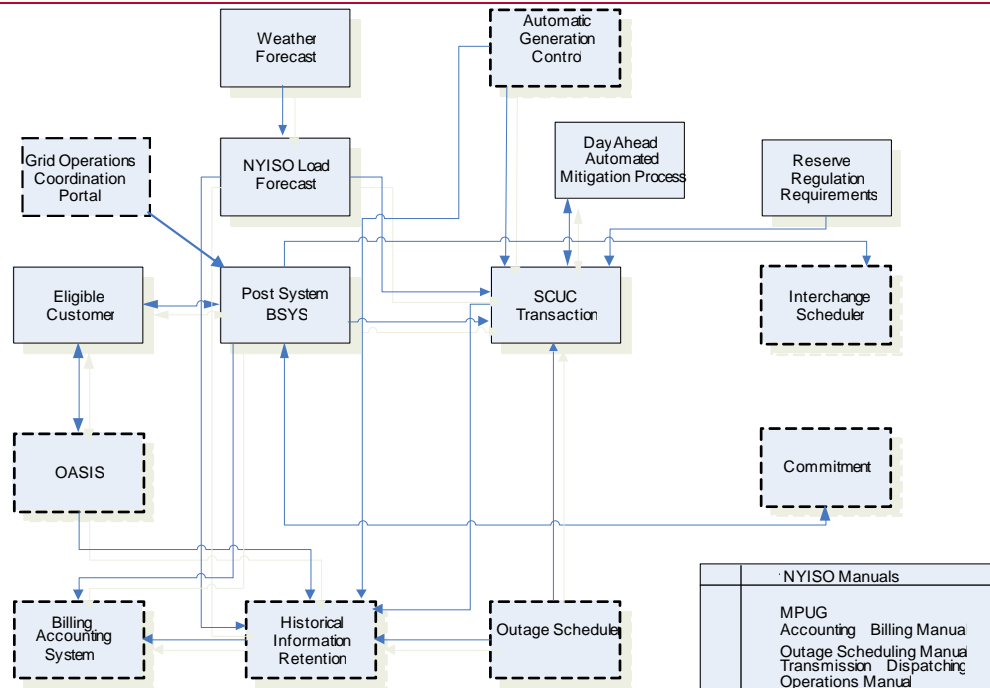 Weather
Forecast
Automatic
Generation
Control
Grid Operations
Coordination
Portal
NYISO Load
Forecast
Day Ahead
Automated
Mitigation Process
Reserve
Regulation
Requirements
Eligible
Customer
Post System
BSYS
SCUC
Transaction
Interchange
Scheduler
OASIS
Commitment
Billing
Accounting
System
Historical
Information
Retention
Outage Scheduler
NYISO Manuals
MPUG
Accounting Billing Manual
Outage Scheduling Manual
Transmission Dispatching
Operations Manual